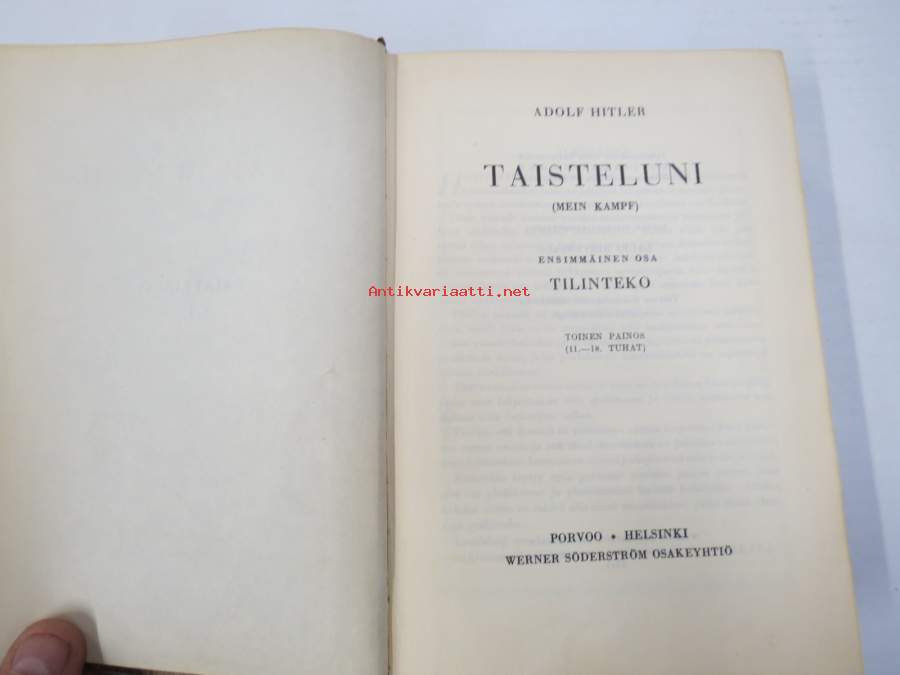 ADOLF HITLER
TAISTELUNI
(MEIN KAMPF)
ENSIMMÄINEN OSA
TILINTEKO
Antikvariaatti.net
TOINEN PAINOS
(11.—18. TUHAT)
PORVOO • HELSINKI
WERNER SÖDERSTRÖM OSAKEYHTIÖ